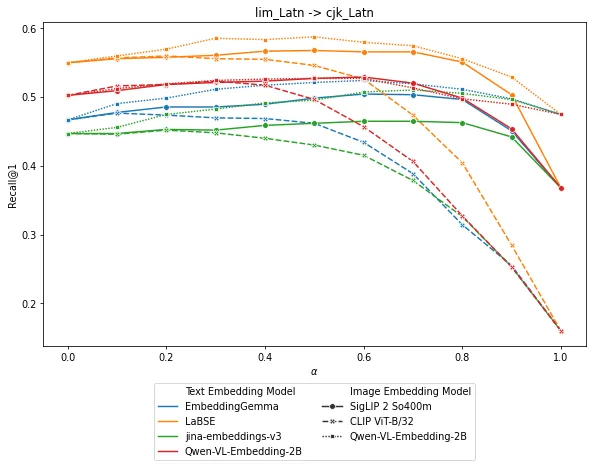 lim_Latn -> cjk_Latn
Recall@1
0.6
0.5
0.4
0.3
0.2
0.0 0.2 0.4 0.6 0.8 1.0
α
Text Embedding Model Image Embedding Model
EmbeddingGemma SigLIP 2 So400m
LaBSE CLIP ViT-B/32
jina-embeddings-v3 Qwen-VL-Embedding-2B
Qwen-VL-Embedding-2B